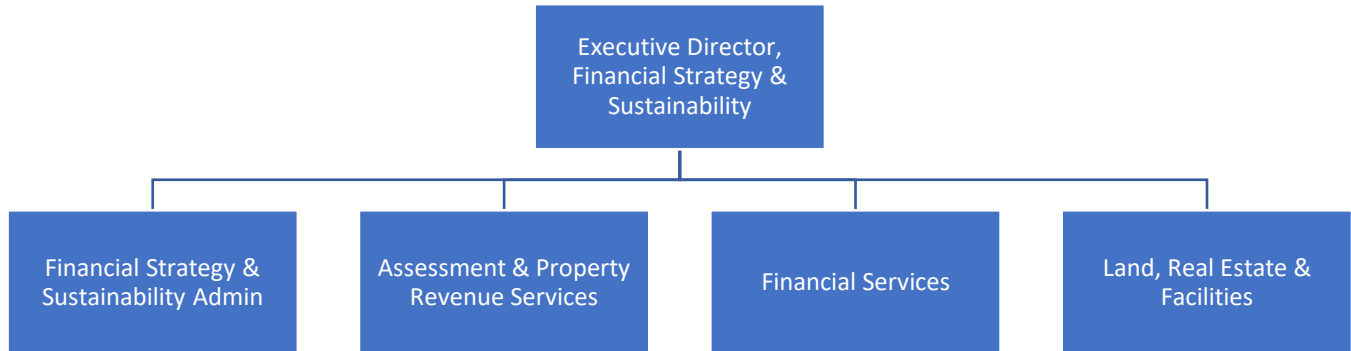 Executive Director,
Financial Strategy &
Sustainability
Financial Strategy &
Sustainability Admin
Assessment & Property
Revenue Services
Financial Services
Land, Real Estate &
Facilities